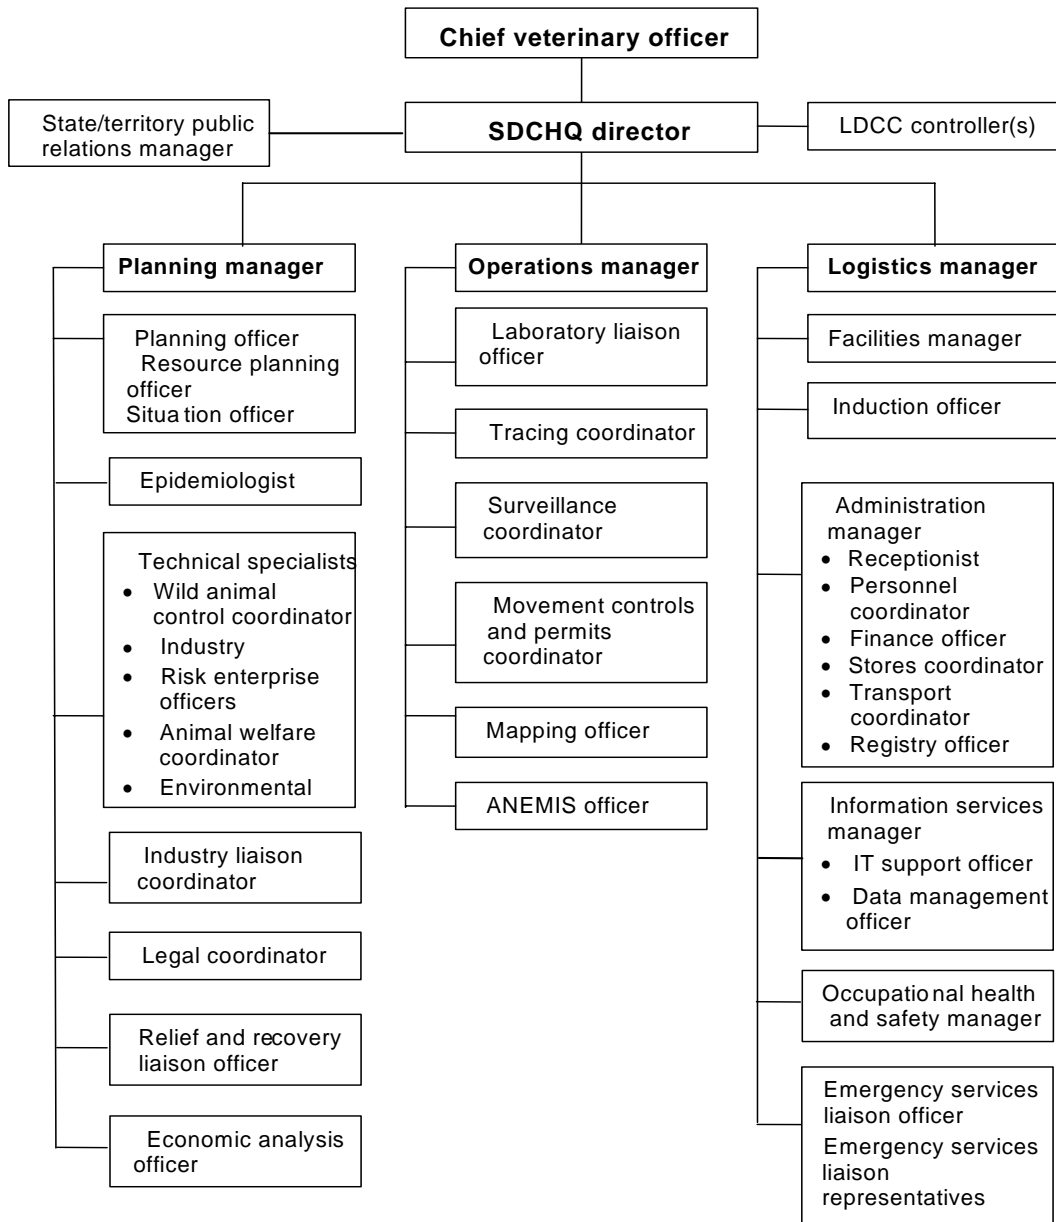 Chief veterinary officer
State/territory public
relations manager
SDCHQ director
LDCC controller(s)
Planning manager
Planning officer
Resource planning
officer
Situation officer
Epidemiologist
Technical specialists
• Wild animal
control coordinator
• Industry
• Risk enterprise
officers
• Animal welfare
coordinator
• Environmental
Industry liaison
coordinator
Legal coordinator
Relief and recovery
liaison officer
Economic analysis
officer
Operations manager
Laboratory liaison
officer
Tracing coordinator
Surveillance
coordinator
Movement controls
and permits
coordinator
Mapping officer
ANEMIS officer
Logistics manager
Facilities manager
Induction officer
Administration
manager
• Receptionist
• Personnel
coordinator
• Finance officer
• Stores coordinator
• Transport
coordinator
• Registry officer
Information services
manager
• IT support officer
• Data management
officer
Occupational health
and safety manager
Emergency services
liaison officer
Emergency services
liaison
representatives